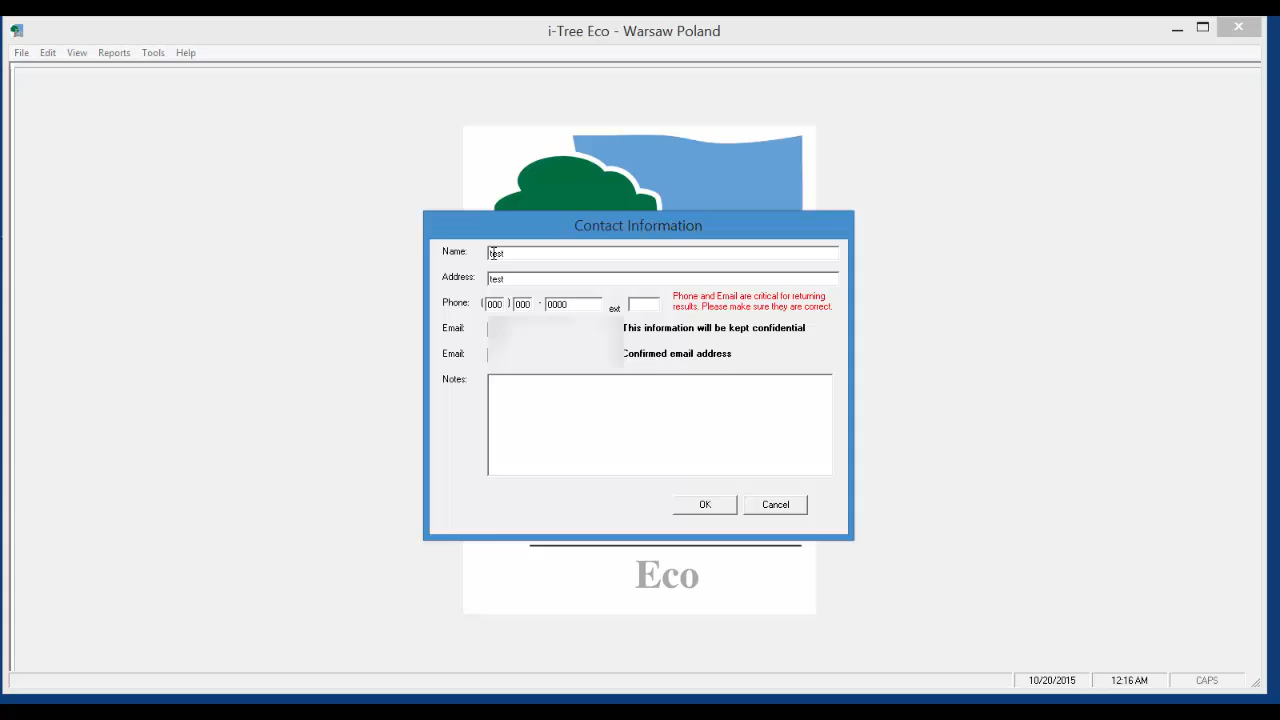 i-Tree Eco - Warsaw Poland
File Edit View Reports Tools Help
Contact Information
Name: test
Address: test
Phone: ( 000 ) 000 - 0000 ext
Phone and Email are critical for returning
results. Please make sure they are correct.
Email: This information will be kept confidential
Email: Confirmed email address
Notes:
OK Cancel
Eco
10/20/2015 12:16 AM CAPS